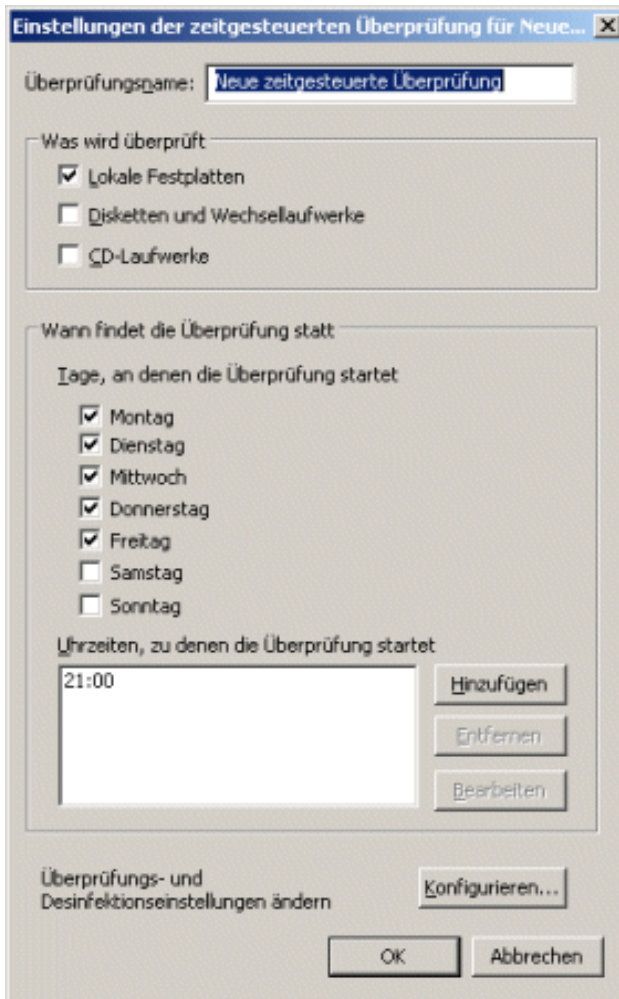 Einstellungen der zeitgesteuerten Überprüfung für Neue...
Überprüfungsname: Neue zeitgesteuerte Überprüfung
Was wird überprüft
Lokale Festplatten
Disketten und Wechsellaufwerke
CD-Laufwerke
Wann findet die Überprüfung statt
Tage, an denen die Überprüfung startet
Montag
Dienstag
Mittwoch
Donnerstag
Freitag
Samstag
Sonntag
Uhrzeiten, zu denen die Überprüfung startet
21:00
Hinzufügen
Entfernen
Bearbeiten
Überprüfungs- und
Desinfektionseinstellungen ändern
Konfigurieren...
OK
Abbrechen